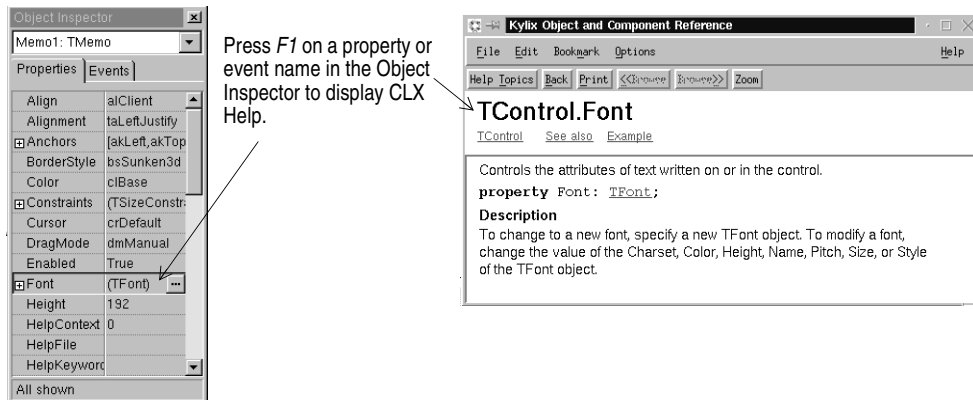 Object Inspector
Memo1: TMemo
Properties Events
Align alClient
Alignment taLeftJustify
Anchors [akLeft,akTop
BorderStyle bsSunken3d
Color clBase
Constraints (TSizeConstra
Cursor crDefault
DragMode dmManual
Enabled True
Font (TFont) ...
Height 192
HelpContext 0
HelpFile
HelpKeyword
All shown
Press F1 on a property or
event name in the Object
Inspector to display CLX
Help.
Kylix Object and Component Reference
File Edit Bookmark Options Help
Help Topics Back Print <<Browse Browse>> Zoom
TControl.Font
TControl See also Example
Controls the attributes of text written on or in the control.
property Font: TFont;
Description
To change to a new font, specify a new TFont object. To modify a font,
change the value of the Charset, Color, Height, Name, Pitch, Size, or Style
of the TFont object.